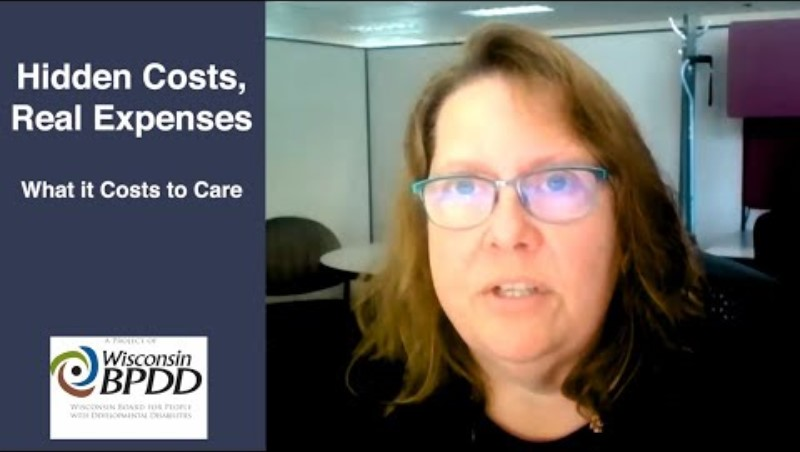 Hidden Costs,
Real Expenses
What it Costs to Care
A Project of
Wisconsin
BPDD
Wisconsin Board for People
with Developmental Disabilities